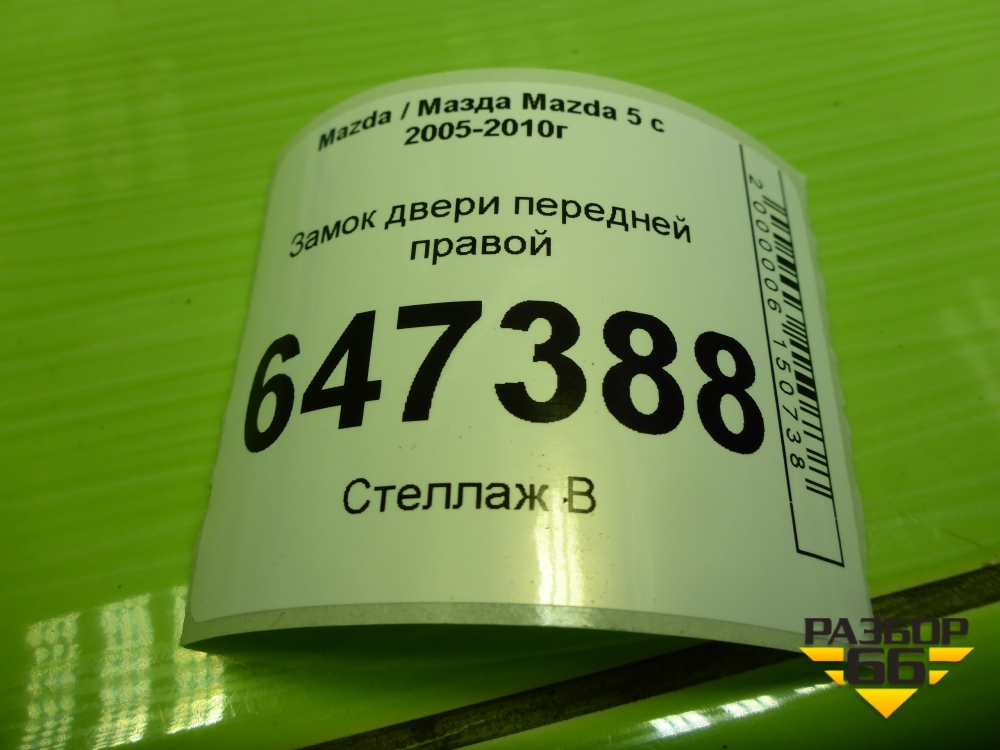 Mazda / Мазда Mazda 5 с
2005-2010г
Замок двери передней
правой
647388
Стеллаж В
2000006150738
РАЗБОР
66